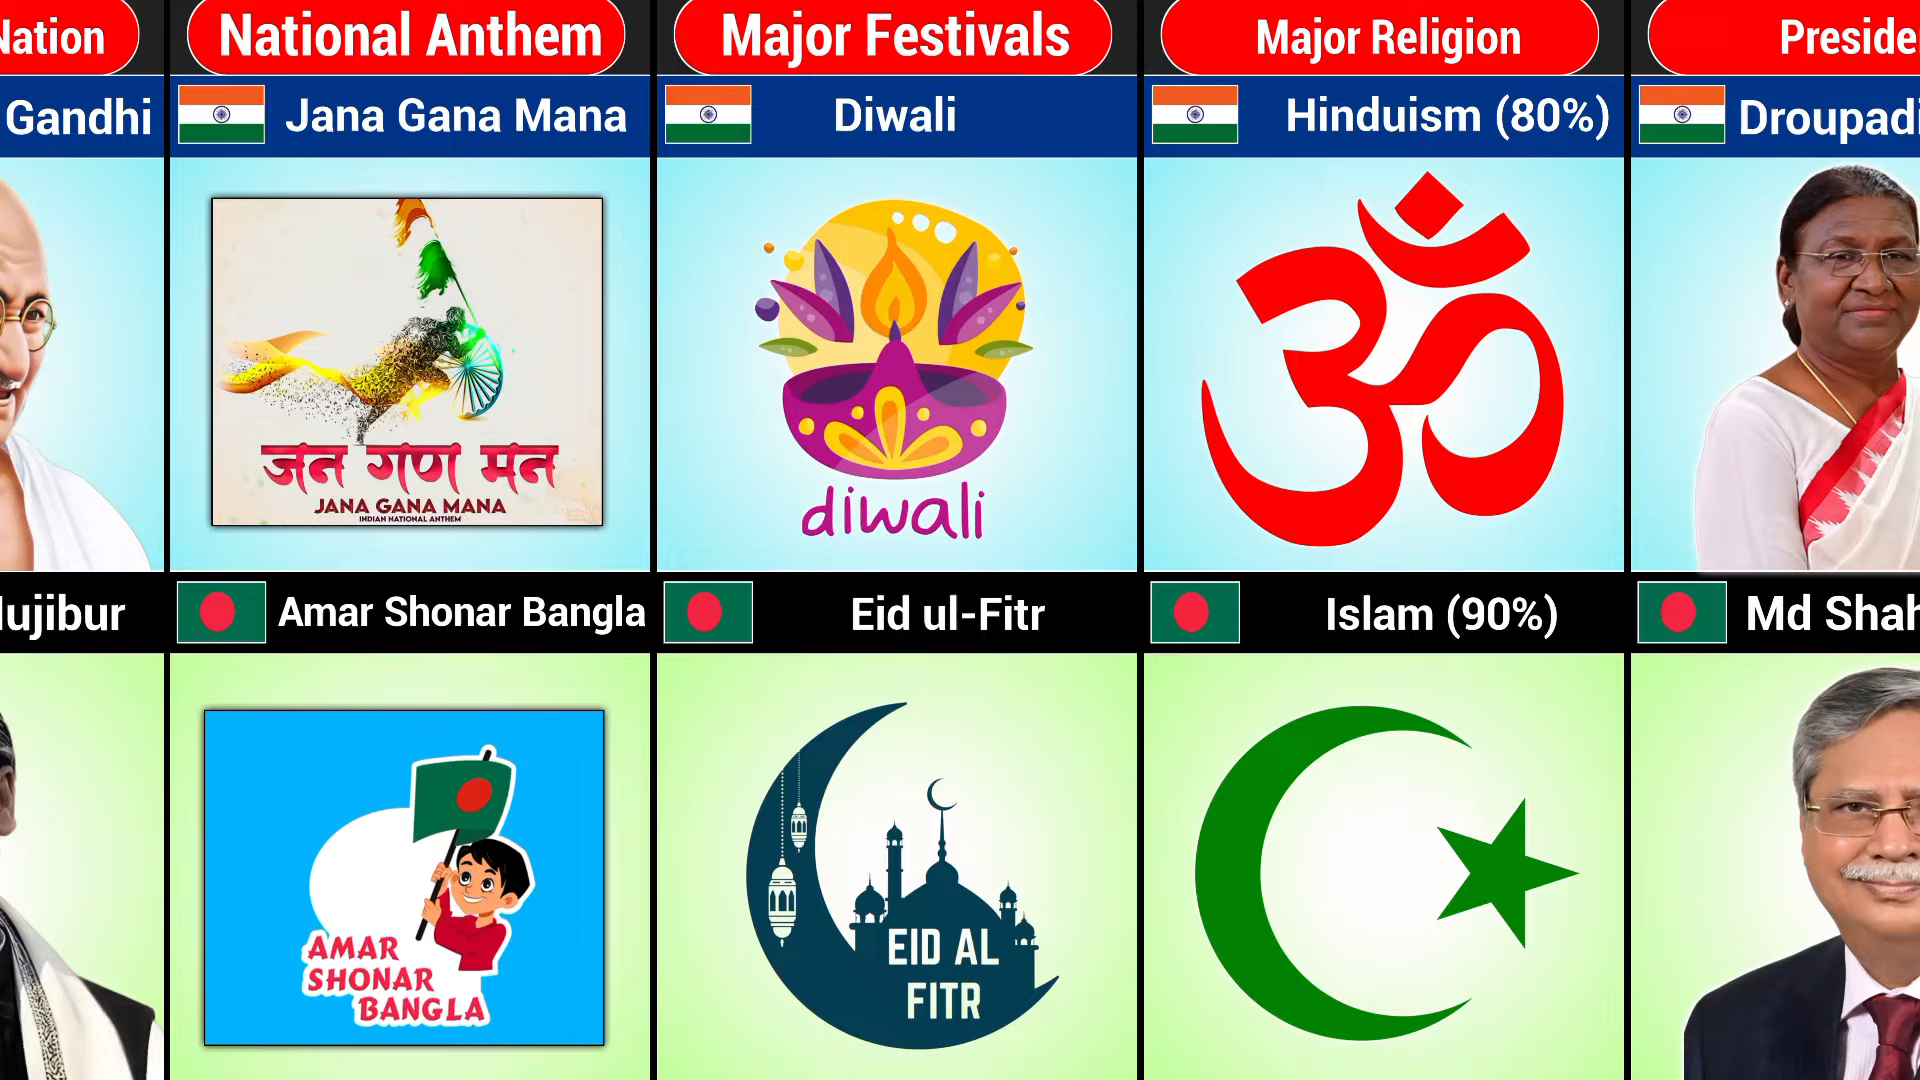 Nation
National Anthem
Major Festivals
Major Religion
Gandhi
Jana Gana Mana
Diwali
Hinduism (80%)
Droupadi
जन गण मन
JANA GANA MANA
INDIAN NATIONAL ANTHEM
diwali
Amar Shonar Bangla
Eid ul-Fitr
Islam (90%)
Md Shah
AMAR
SHONAR
BANGLA
EID AL
FITR